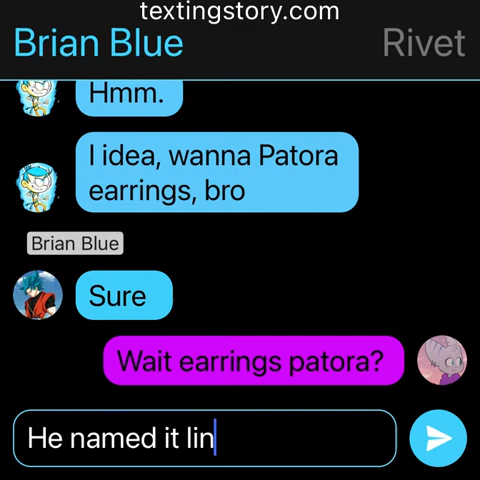 textingstory.com
Brian Blue
Rivet
Hmm.
I idea, wanna Patora
earrings, bro
Brian Blue
Sure
Wait earrings patora?
He named it lin